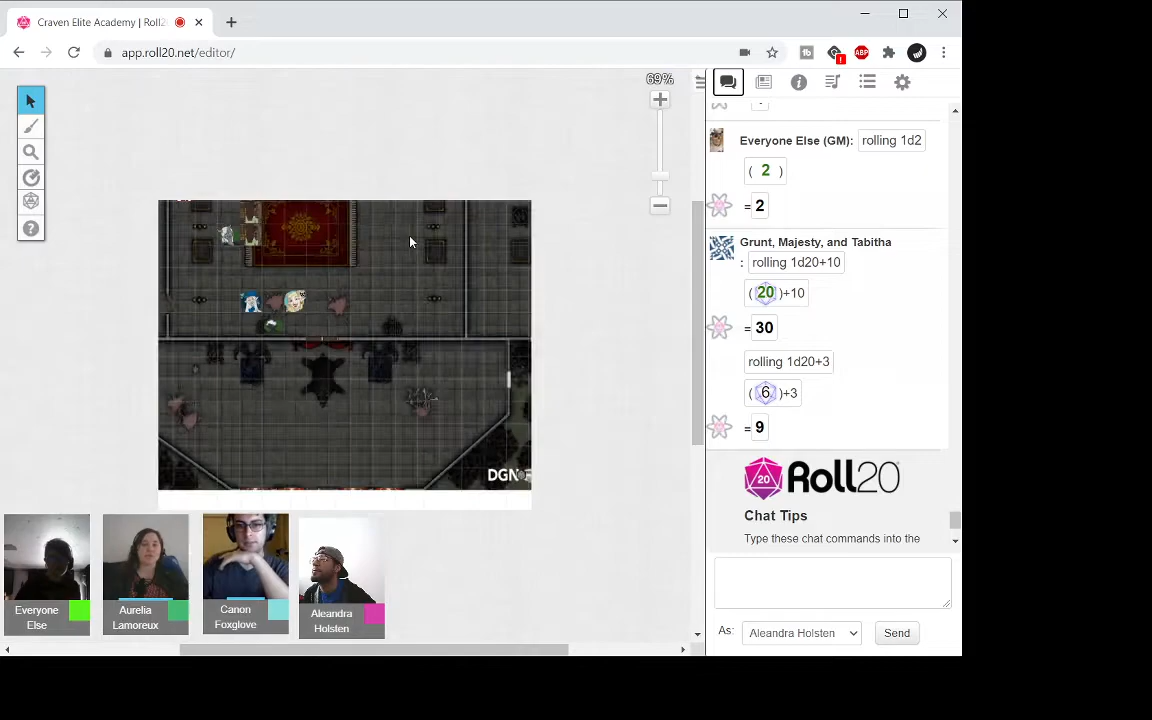 Craven Elite Academy | Roll2
app.roll20.net/editor/
69%
Everyone Else (GM): rolling 1d2
( 2 )
= 2
Grunt, Majesty, and Tabitha
: rolling 1d20+10
(20)+10
= 30
rolling 1d20+3
(6)+3
= 9
20 Roll20
Chat Tips
Type these chat commands into the
As: Aleandra Holsten Send
DGN
Everyone
Else
Aurelia
Lamoreux
Canon
Foxglove
Aleandra
Holsten
ABP